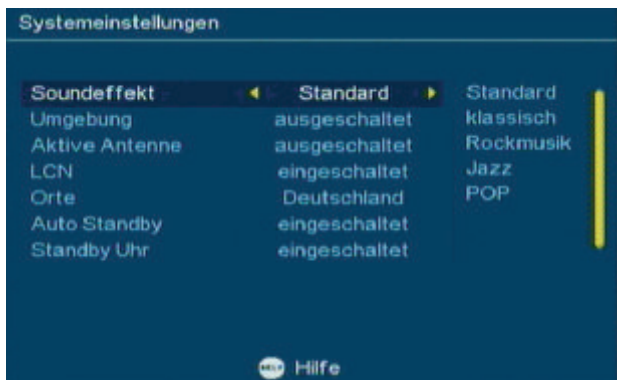 Systemeinstellungen
Soundeffekt Standard Standard
Umgebung ausgeschaltet klassisch
Aktive Antenne ausgeschaltet Rockmusik
LCN eingeschaltet Jazz
Orte Deutschland POP
Auto Standby eingeschaltet
Standby Uhr eingeschaltet
HELP Hilfe